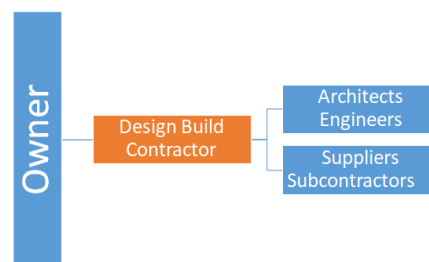 Owner
Design Build
Contractor
Architects
Engineers
Suppliers
Subcontractors